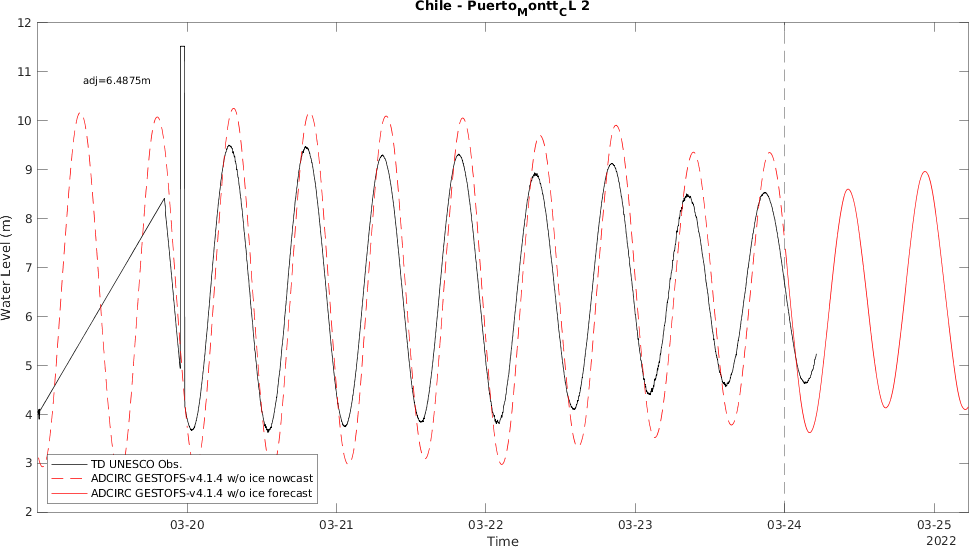 Chile - PuertoMonttCL 2
12
11
10
9
8
7
6
5
4
3
2
Water Level (m)
adj=6.4875m
TD UNESCO Obs.
ADCIRC GESTOFS-v4.1.4 w/o ice nowcast
ADCIRC GESTOFS-v4.1.4 w/o ice forecast
03-20
03-21
03-22
03-23
03-24
03-25
Time
2022